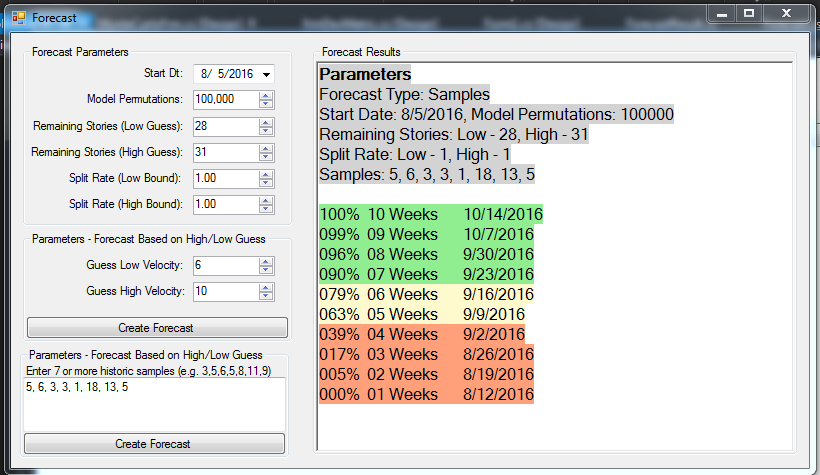 Forecast
Forecast Parameters
Start Dt: 8/ 5/2016
Model Permutations: 100,000
Remaining Stories (Low Guess): 28
Remaining Stories (High Guess): 31
Split Rate (Low Bound): 1.00
Split Rate (High Bound): 1.00
Parameters - Forecast Based on High/Low Guess
Guess Low Velocity: 6
Guess High Velocity: 10
Create Forecast
Parameters - Forecast Based on High/Low Guess
Enter 7 or more historic samples (e.g. 3,5,6,5,8,11,9)
5, 6, 3, 3, 1, 18, 13, 5
Create Forecast
Forecast Results
Parameters
Forecast Type: Samples
Start Date: 8/5/2016, Model Permutations: 100000
Remaining Stories: Low - 28, High - 31
Split Rate: Low - 1, High - 1
Samples: 5, 6, 3, 3, 1, 18, 13, 5
100% 10 Weeks 10/14/2016
099% 09 Weeks 10/7/2016
096% 08 Weeks 9/30/2016
090% 07 Weeks 9/23/2016
079% 06 Weeks 9/16/2016
063% 05 Weeks 9/9/2016
039% 04 Weeks 9/2/2016
017% 03 Weeks 8/26/2016
005% 02 Weeks 8/19/2016
000% 01 Weeks 8/12/2016